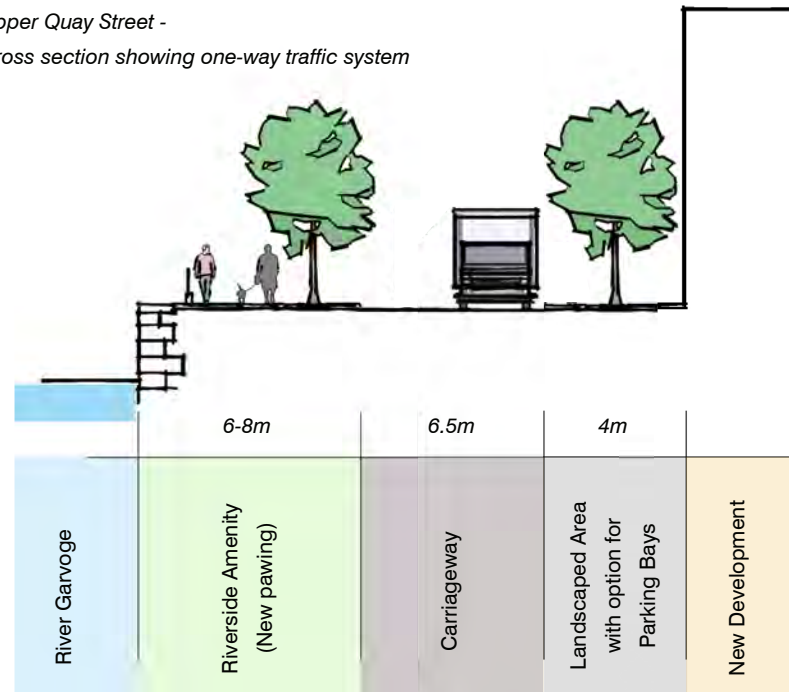 pper Quay Street -
ross section showing one-way traffic system
6-8m
6.5m
4m
River Garvoge
Riverside Amenity
(New pawing)
Carriageway
Landscaped Area
with option for
Parking Bays
New Development